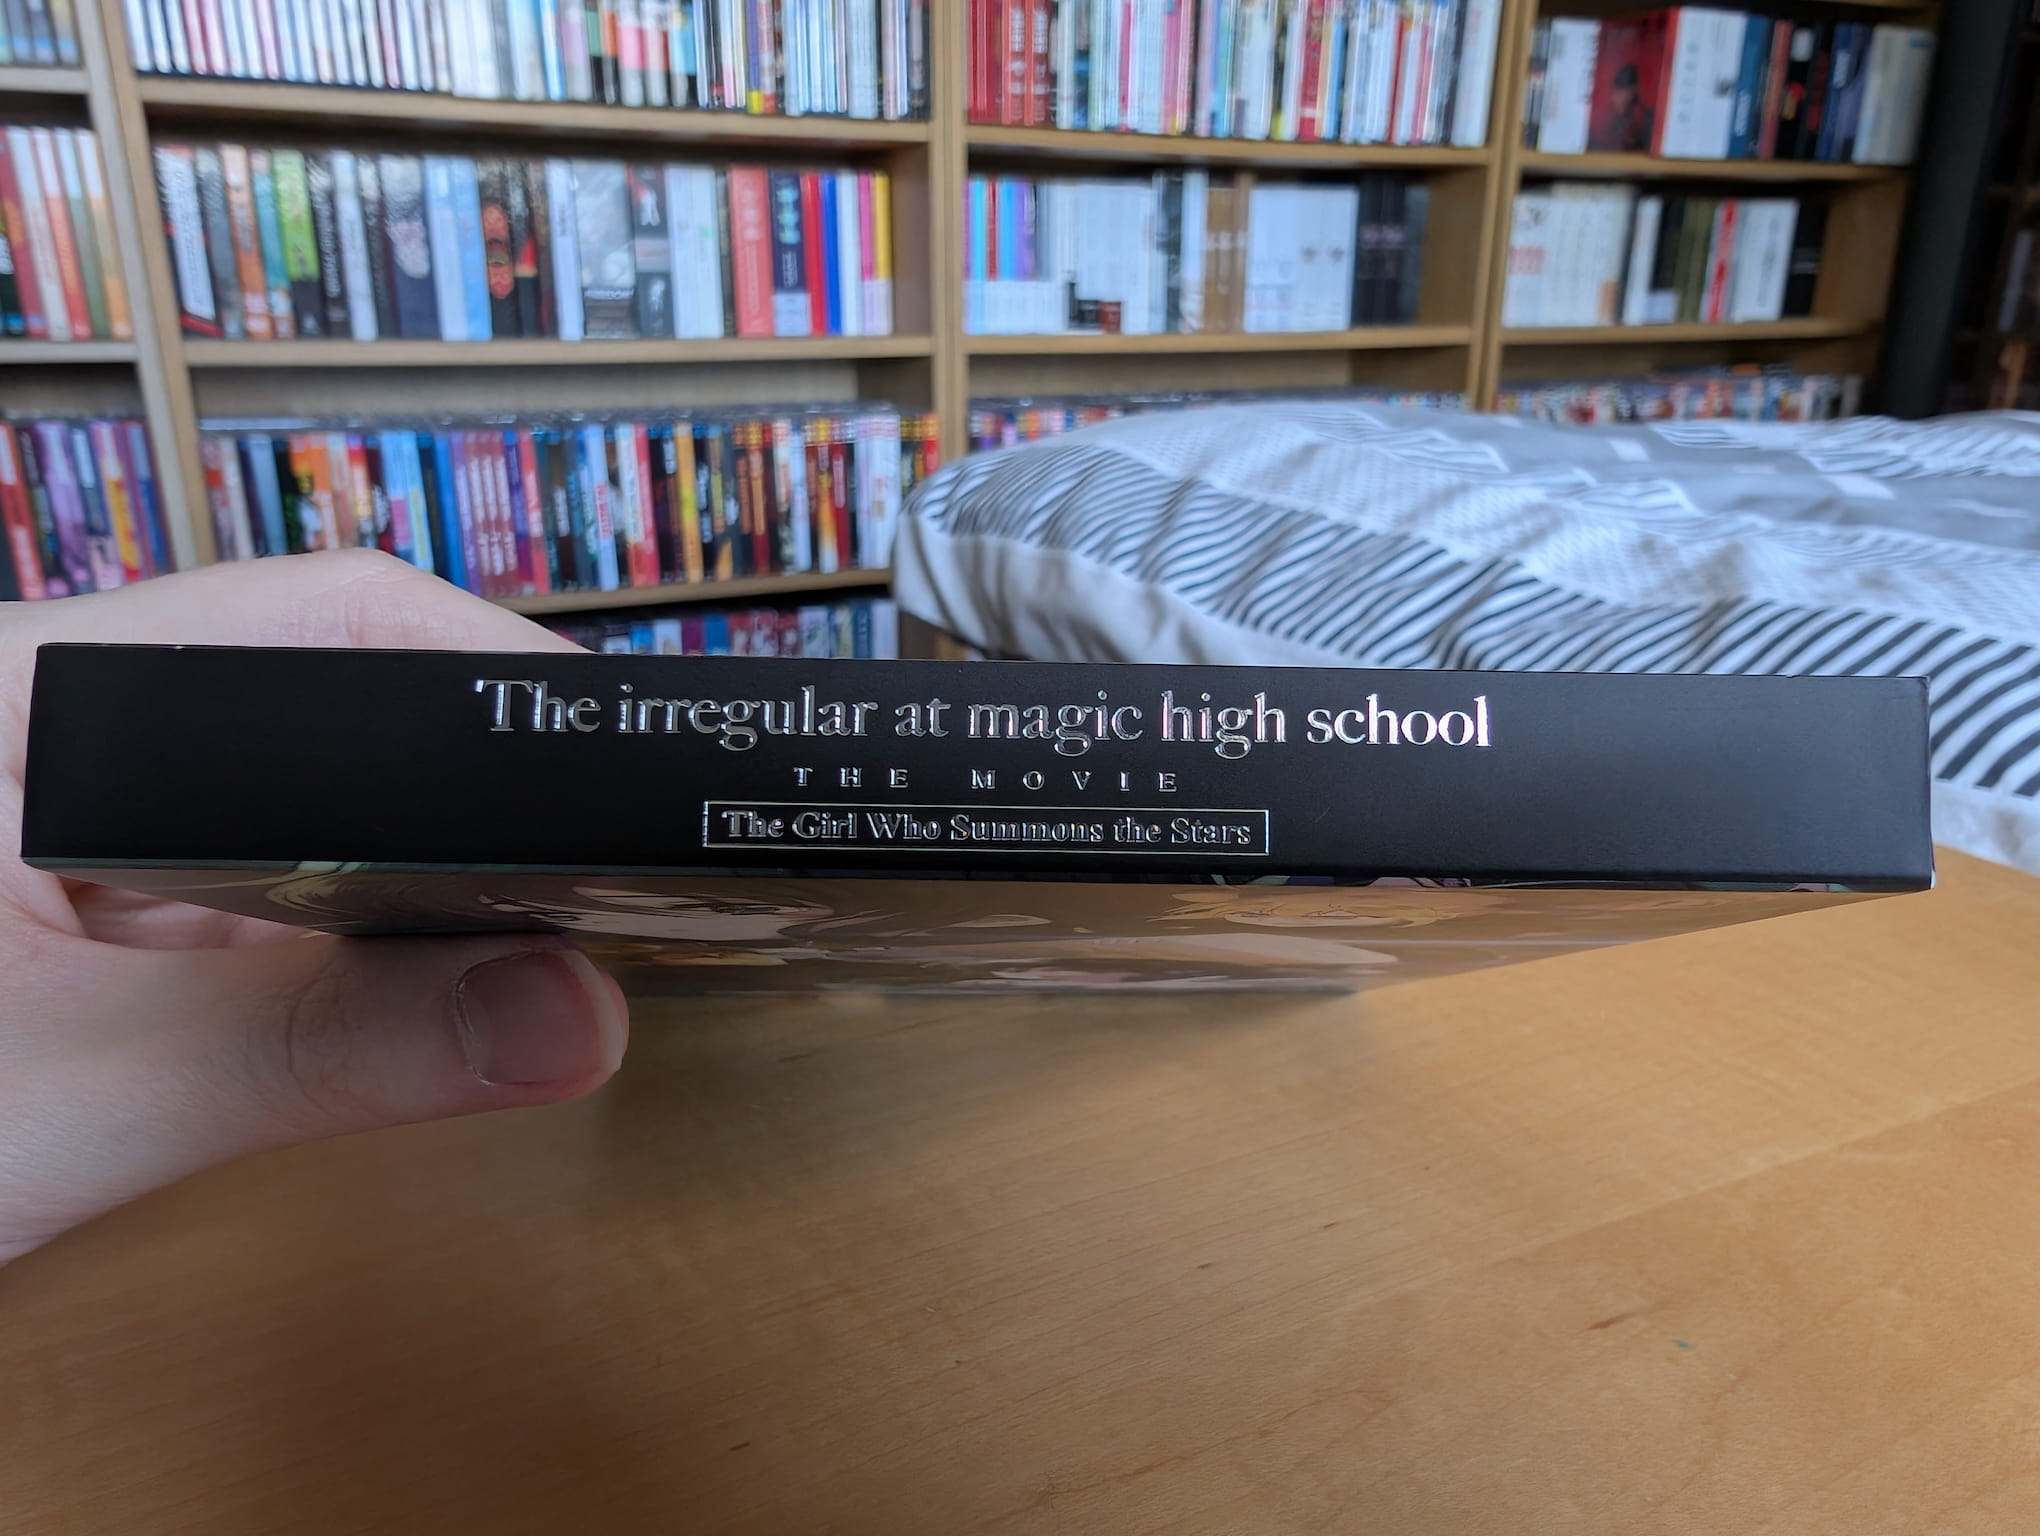 The irregular at magic high school
THE MOVIE
The Girl Who Summons the Stars